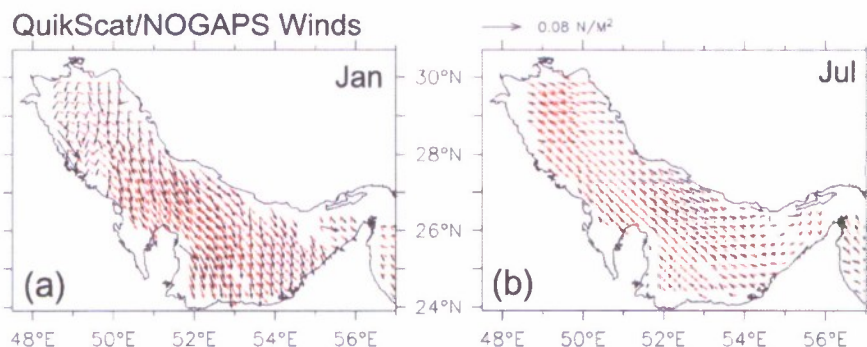 QuikScat/NOGAPS Winds
0.08 N/M²
Jan
Jul
30°N
28°N
26°N
24°N
(a)
(b)
48°E 50°E 52°E 54°E 56°E
48°E 50°E 52°E 54°E 56°E